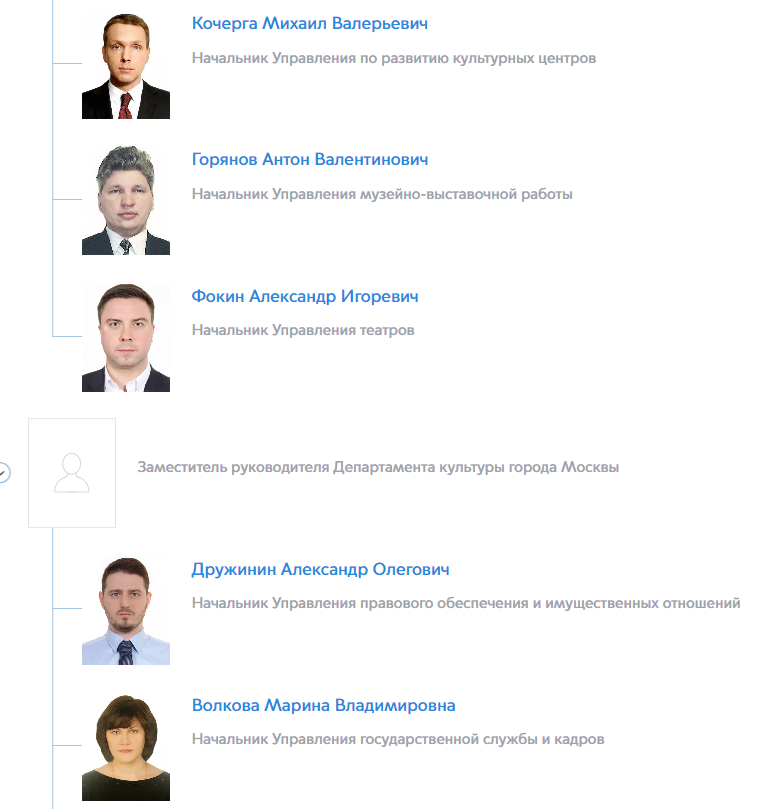 Кочерга Михаил Валерьевич
Начальник Управления по развитию культурных центров
Горянов Антон Валентинович
Начальник Управления музейно-выставочной работы
Фокин Александр Игоревич
Начальник Управления театров
Заместитель руководителя Департамента культуры города Москвы
Дружинин Александр Олегович
Начальник Управления правового обеспечения и имущественных отношений
Волкова Марина Владимировна
Начальник Управления государственной службы и кадров